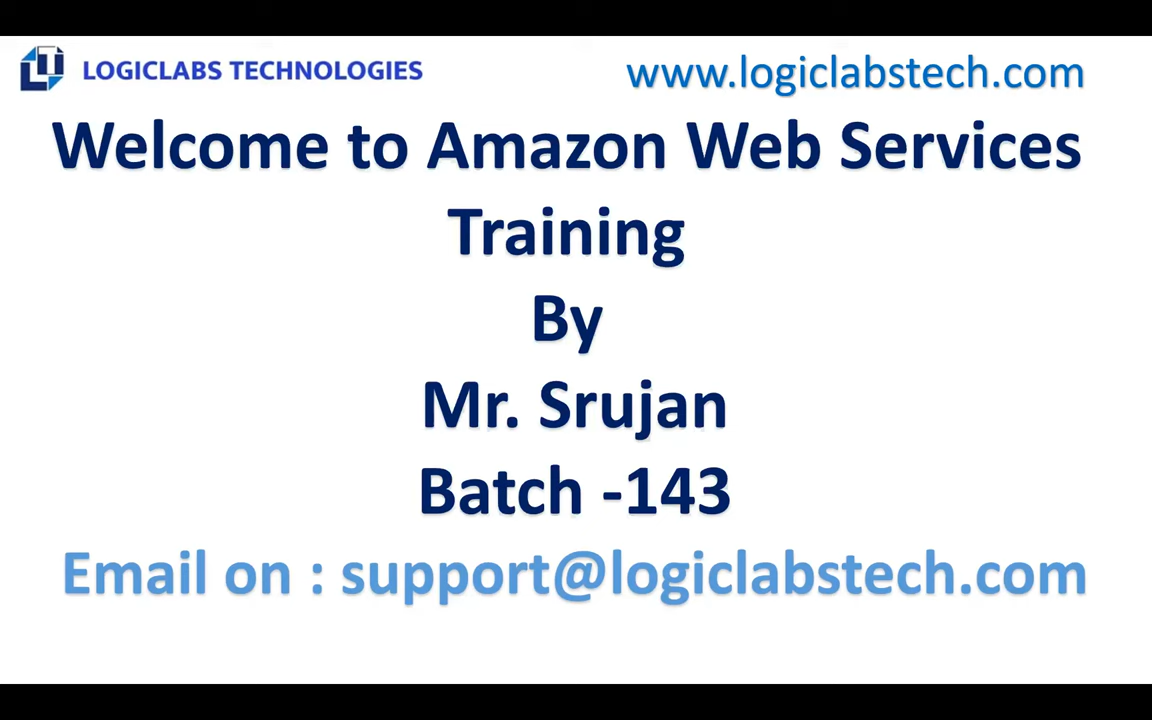 LOGICLABS TECHNOLOGIES
www.logiclabstech.com
Welcome to Amazon Web Services
Training
By
Mr. Srujan
Batch -143
Email on : support@logiclabstech.com